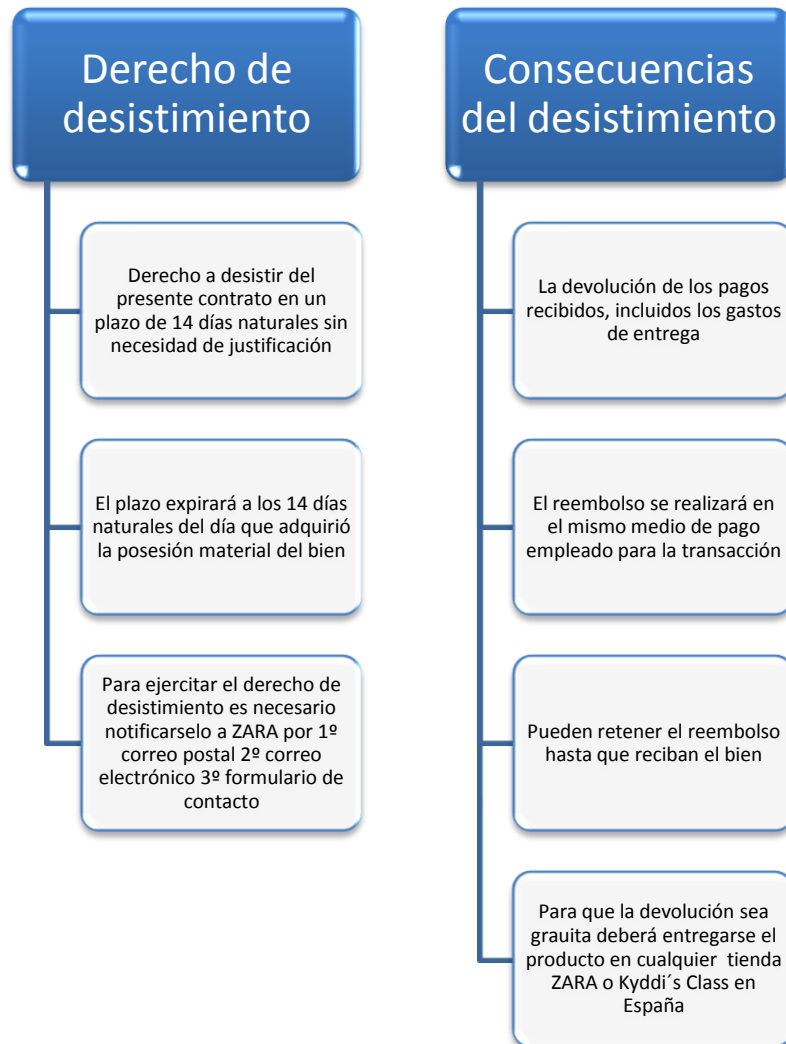 Derecho de
desistimiento
Derecho a desistir del
presente contrato en un
plazo de 14 días naturales sin
necesidad de justificación
El plazo expirará a los 14 días
naturales del día que adquirió
la posesión material del bien
Para ejercitar el derecho de
desistimiento es necesario
notificarselo a ZARA por 1º
correo postal 2º correo
electrónico 3º formulario de
contacto
Consecuencias
del desistimiento
La devolución de los pagos
recibidos, incluidos los gastos
de entrega
El reembolso se realizará en
el mismo medio de pago
empleado para la transacción
Pueden retener el reembolso
hasta que reciban el bien
Para que la devolución sea
grauita deberá entregarse el
producto en cualquier tienda
ZARA o Kyddi´s Class en
España